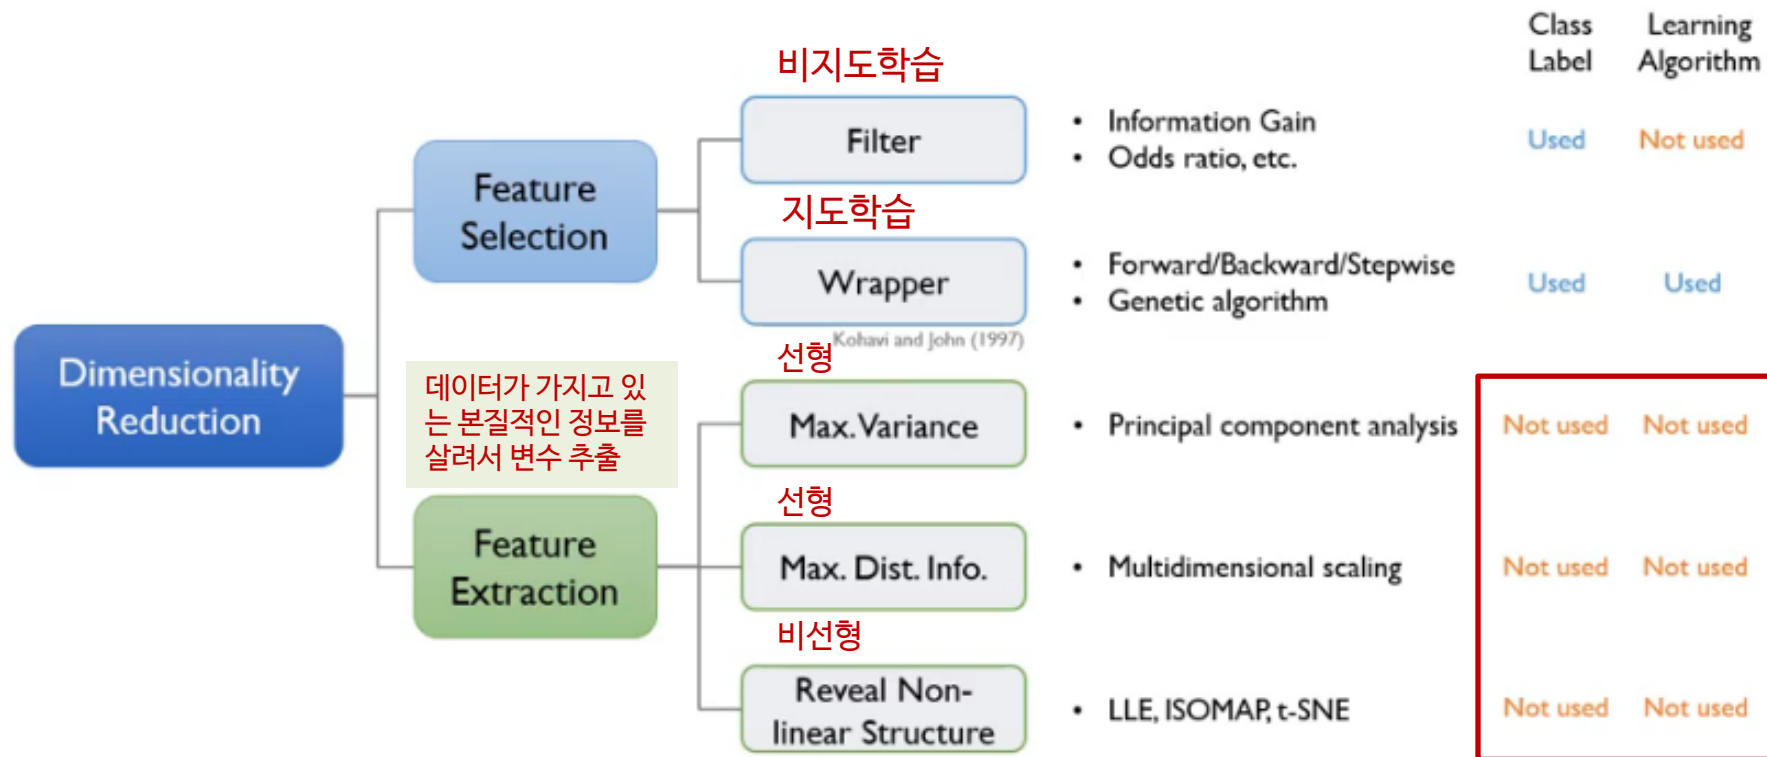 Class
Label
Learning
Algorithm
비지도학습
Filter
• Information Gain
• Odds ratio, etc.
Used
Not used
Feature
Selection
지도학습
Wrapper
• Forward/Backward/Stepwise
• Genetic algorithm
Used
Used
Kohavi and John (1997)
Dimensionality
Reduction
데이터가 가지고 있
는 본질적인 정보를
살려서 변수 추출
선형
Max. Variance
• Principal component analysis
Not used
Not used
Feature
Extraction
선형
Max. Dist. Info.
• Multidimensional scaling
Not used
Not used
비선형
Reveal Non-
linear Structure
• LLE, ISOMAP, t-SNE
Not used
Not used